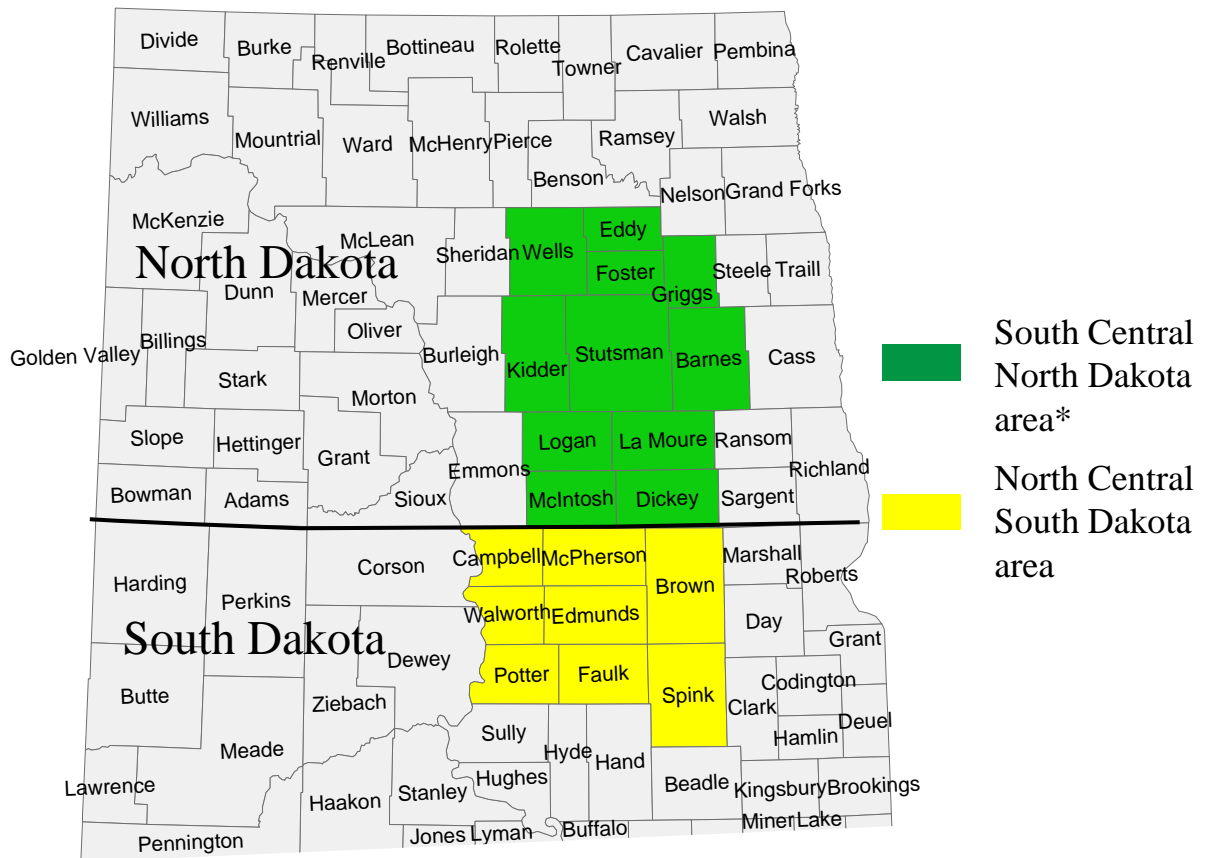 Divide
Burke
Renville
Bottineau
Rolette
Towner
Cavalier
Pembina
Williams
Mountrial
Ward
McHenry
Pierce
Benson
Ramsey
Walsh
Nelson
Grand Forks
McKenzie
North Dakota
McLean
Sheridan
Wells
Eddy
Foster
Griggs
Steele
Traill
Dunn
Mercer
Oliver
Golden Valley
Billings
Stark
Morton
Burleigh
Kidder
Stutsman
Barnes
Cass
Slope
Hettinger
Grant
Emmons
Logan
La Moure
Ransom
Richland
Bowman
Adams
Sioux
McIntosh
Dickey
Sargent
Harding
Perkins
Corson
Campbell
McPherson
Brown
Marshall
Roberts
South Dakota
Walworth
Edmunds
Day
Grant
Butte
Ziebach
Dewey
Potter
Faulk
Spink
Clark
Codington
Hamlin
Deuel
Meade
Sully
Hyde
Hand
Lawrence
Haakon
Stanley
Hughes
Beadle
Kingsbury
Brookings
Pennington
Jones
Lyman
Buffalo
Miner
Lake
South Central
North Dakota
area*
North Central
South Dakota
area